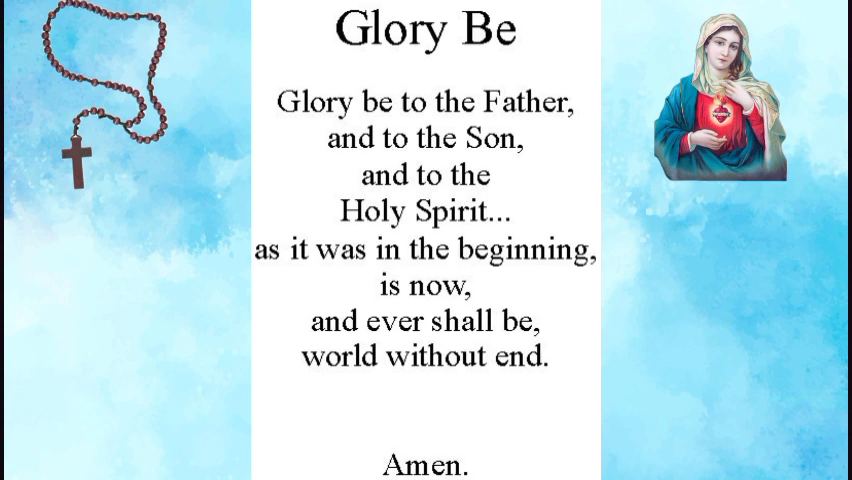 Glory Be
Glory be to the Father,
and to the Son,
and to the
Holy Spirit...
as it was in the beginning,
is now,
and ever shall be,
world without end.
Amen.